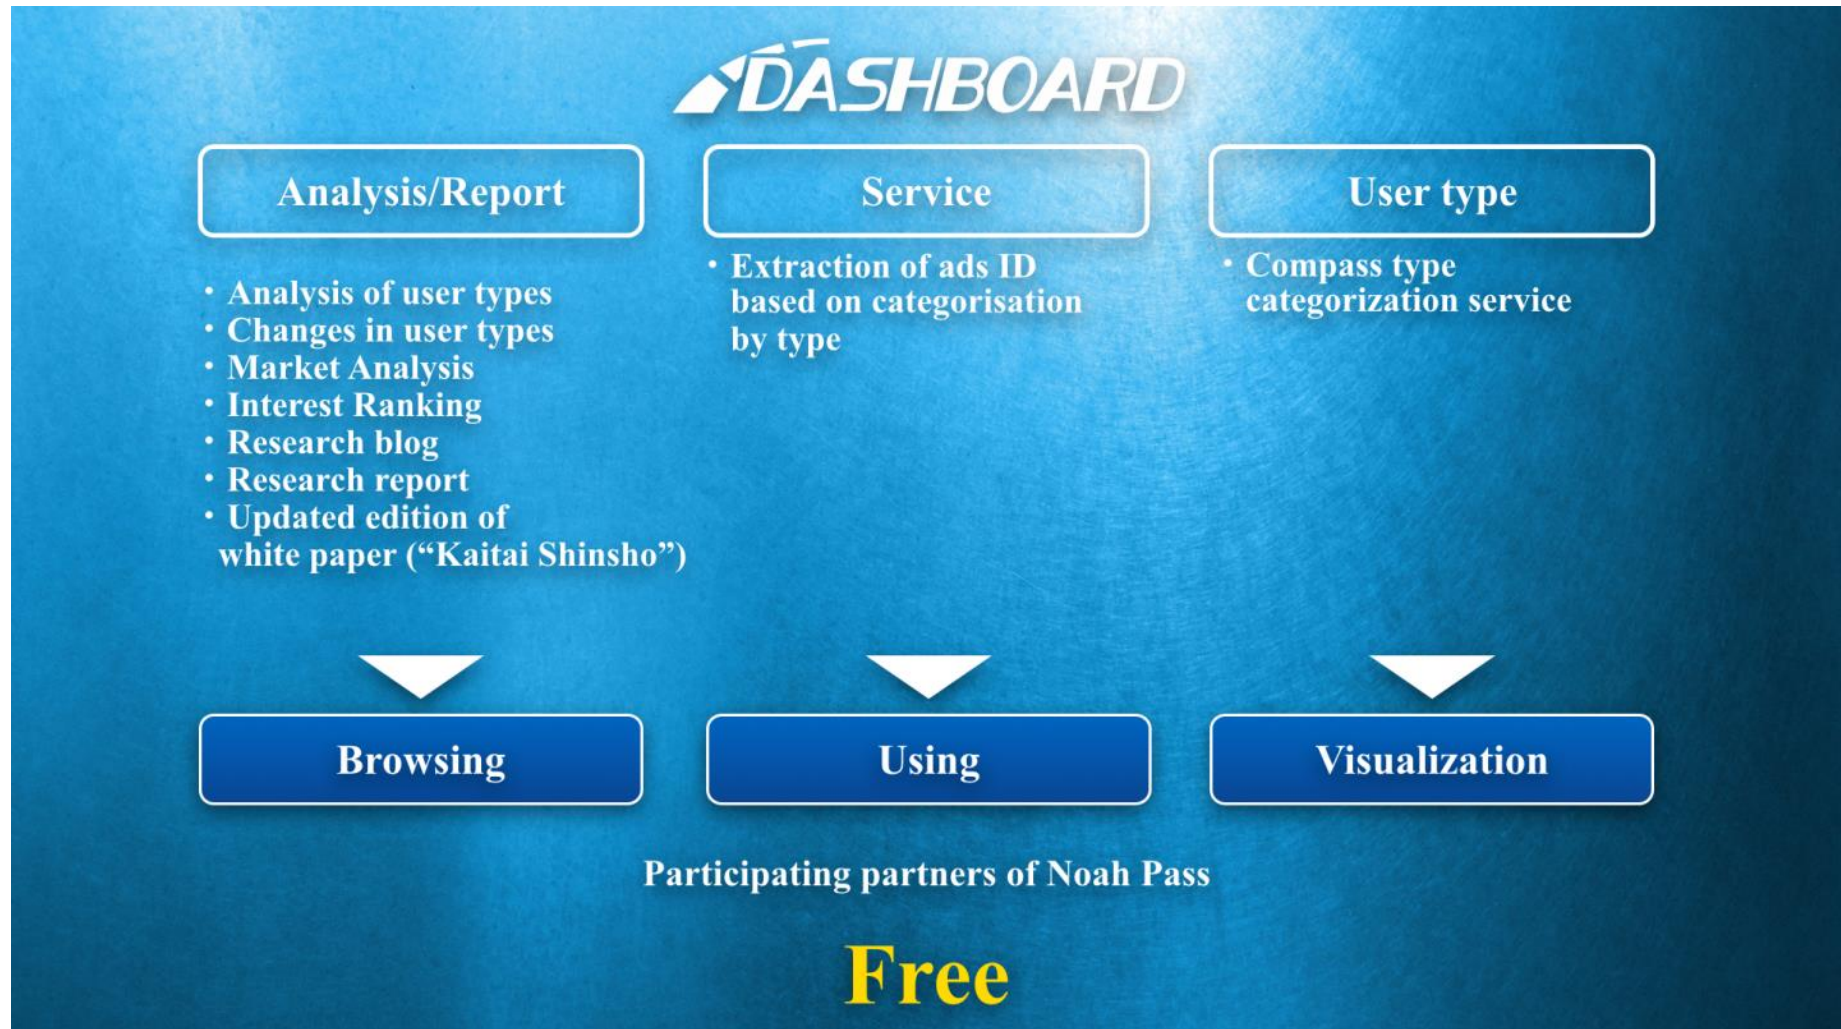 DASHBOARD
Analysis/Report
・Analysis of user types
・Changes in user types
・Market Analysis
・Interest Ranking
・Research blog
・Research report
・Updated edition of
white paper (“Kaitai Shinsho”)
Browsing
Service
・Extraction of ads ID
based on categorisation
by type
Using
User type
・Compass type
categorization service
Visualization
Participating partners of Noah Pass
Free